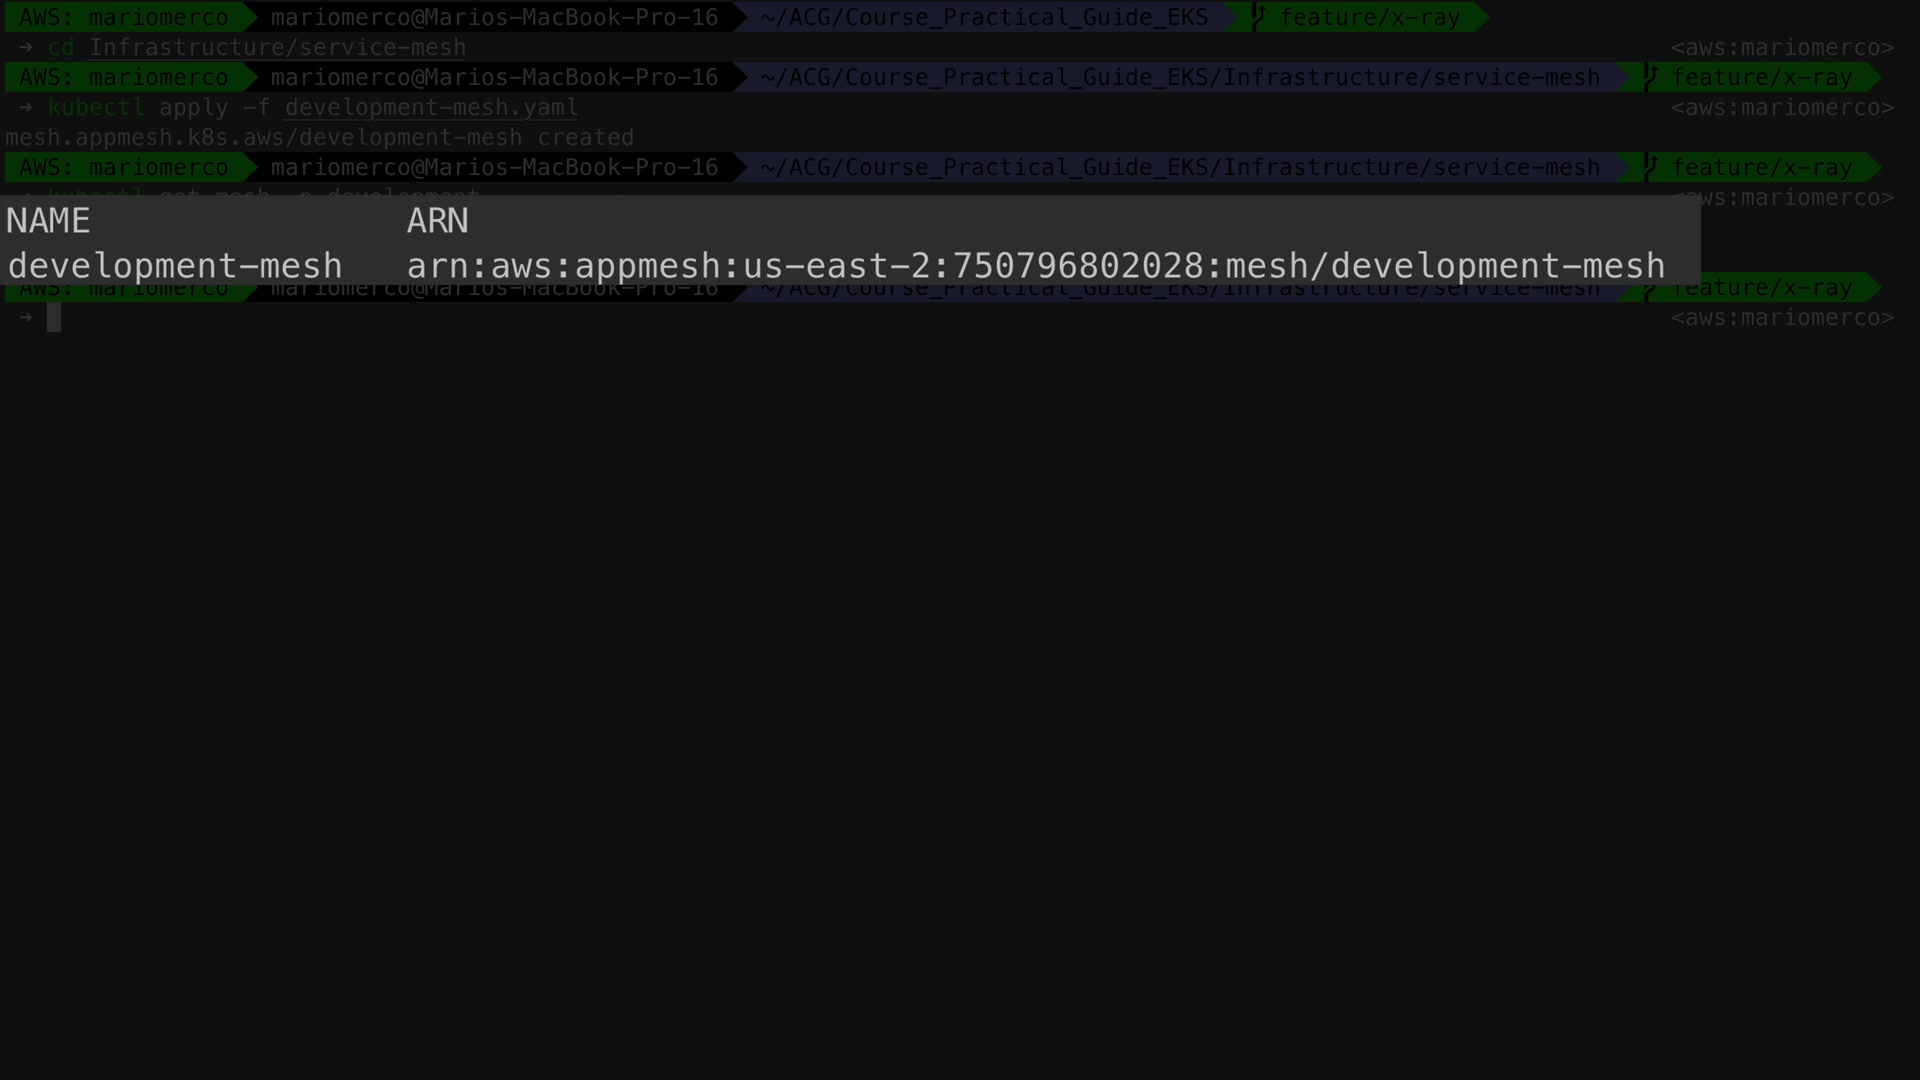 AWS: mariomerco mariomerco@Marios-MacBook-Pro-16 ~/ACG/Course_Practical_Guide_EKS feature/x-ray
→ cd Infrastructure/service-mesh <aws:mariomerco>
AWS: mariomerco mariomerco@Marios-MacBook-Pro-16 ~/ACG/Course_Practical_Guide_EKS/Infrastructure/service-mesh feature/x-ray
→ kubectl apply -f development-mesh.yaml <aws:mariomerco>
mesh.appmesh.k8s.aws/development-mesh created
AWS: mariomerco mariomerco@Marios-MacBook-Pro-16 ~/ACG/Course_Practical_Guide_EKS/Infrastructure/service-mesh feature/x-ray
→ kubectl get mesh -n development <aws:mariomerco>
NAME ARN
development-mesh arn:aws:appmesh:us-east-2:750796802028:mesh/development-mesh
AWS: mariomerco mariomerco@Marios-MacBook-Pro-16 ~/ACG/Course_Practical_Guide_EKS/Infrastructure/service-mesh feature/x-ray
→ <aws:mariomerco>